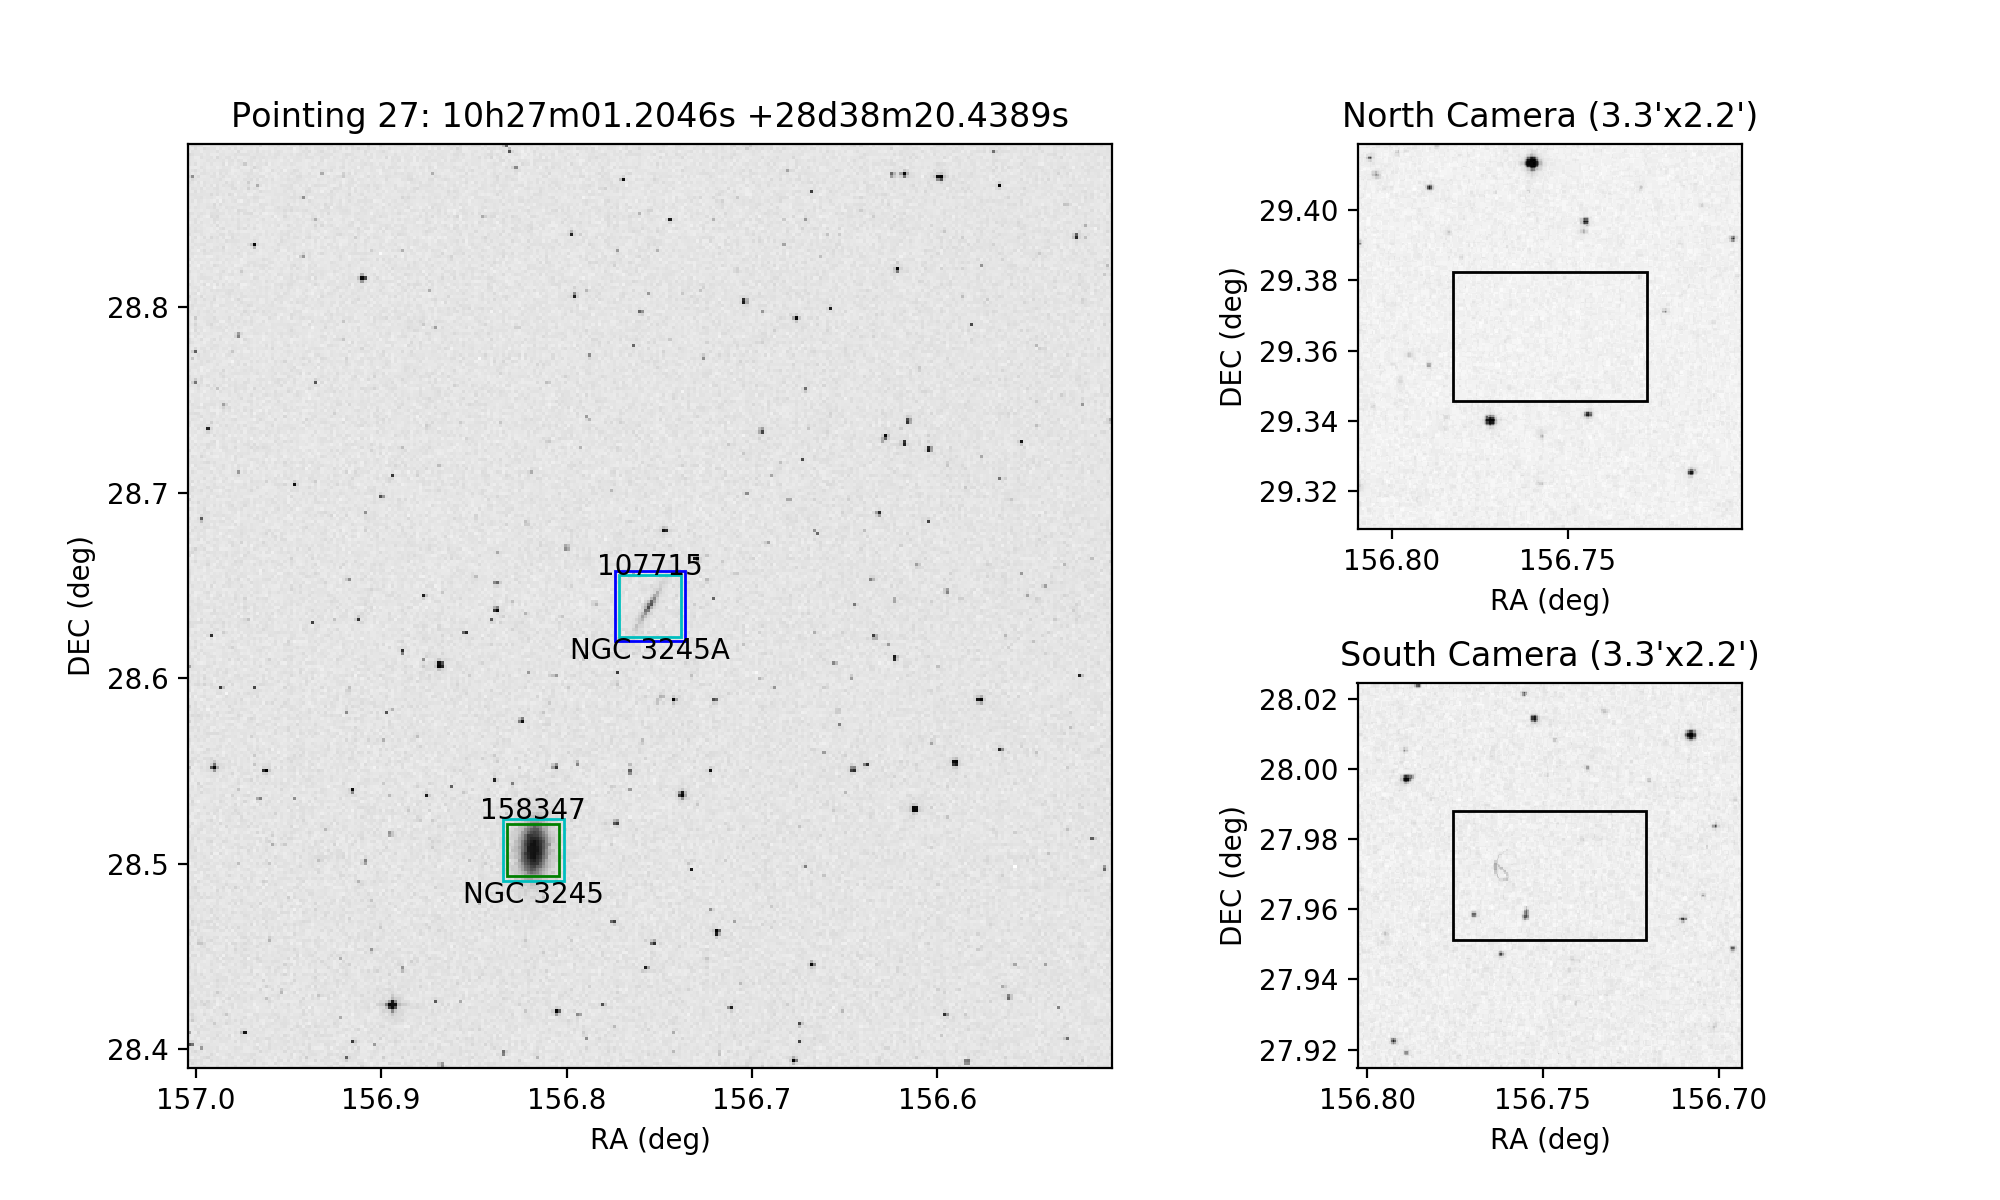 Pointing 27: 10h27m01.2046s +28d38m20.4389s
DEC (deg)
28.8
28.7
28.6
28.5
28.4
107715
NGC 3245A
158347
NGC 3245
157.0 156.9 156.8 156.7 156.6
RA (deg)
North Camera (3.3'x2.2')
DEC (deg)
29.40
29.38
29.36
29.34
29.32
156.80 156.75
RA (deg)
South Camera (3.3'x2.2')
DEC (deg)
28.02
28.00
27.98
27.96
27.94
27.92
156.80 156.75 156.70
RA (deg)